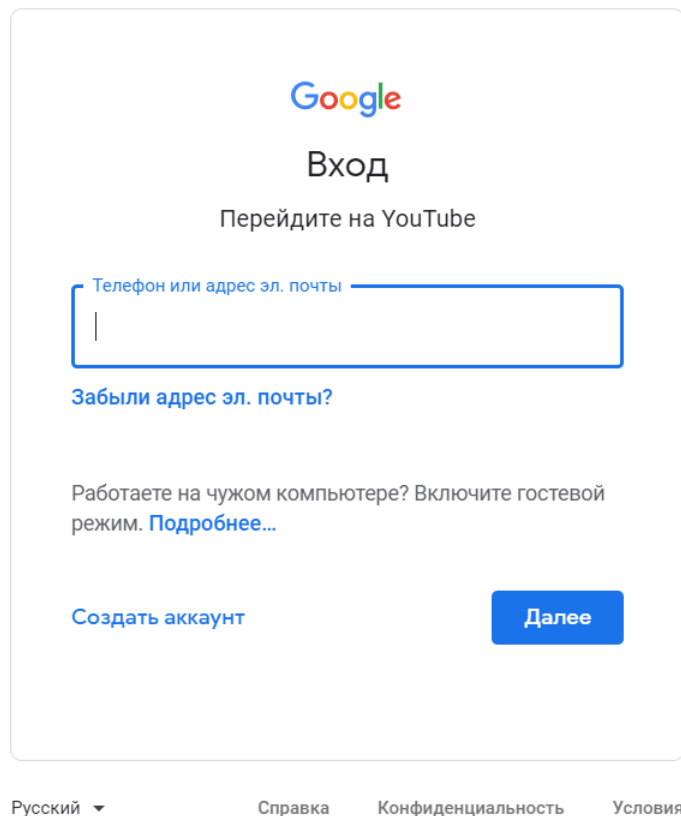 Google
Вход
Перейдите на YouTube
Телефон или адрес эл. почты
Забыли адрес эл. почты?
Работаете на чужом компьютере? Включите гостевой
режим. Подробнее...
Создать аккаунт
Далее
Русский Справка Конфиденциальность Условия